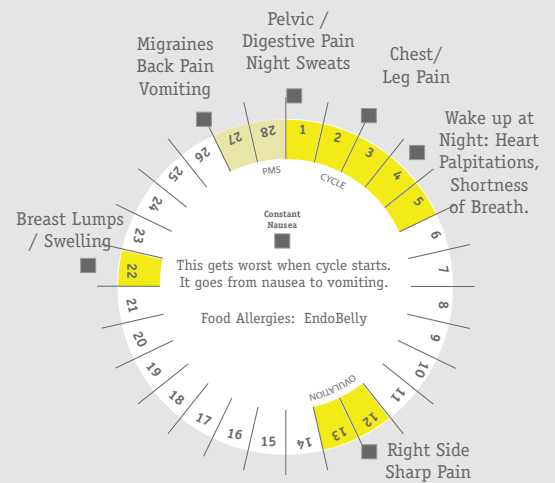 Pelvic /
Digestive Pain
Night Sweats
Migraines
Back Pain
Vomiting
Chest/
Leg Pain
Wake up at
Night: Heart
Palpitations,
Shortness
of Breath.
Breast Lumps
/ Swelling
Right Side
Sharp Pain
1
2
3
4
5
6
7
8
9
10
11
12
13
14
15
16
17
18
19
20
21
22
23
24
25
26
27
28
PMS
CYCLE
OVULATION
Constant
Nausea
This gets worst when cycle starts.
It goes from nausea to vomiting.
Food Allergies: EndoBelly